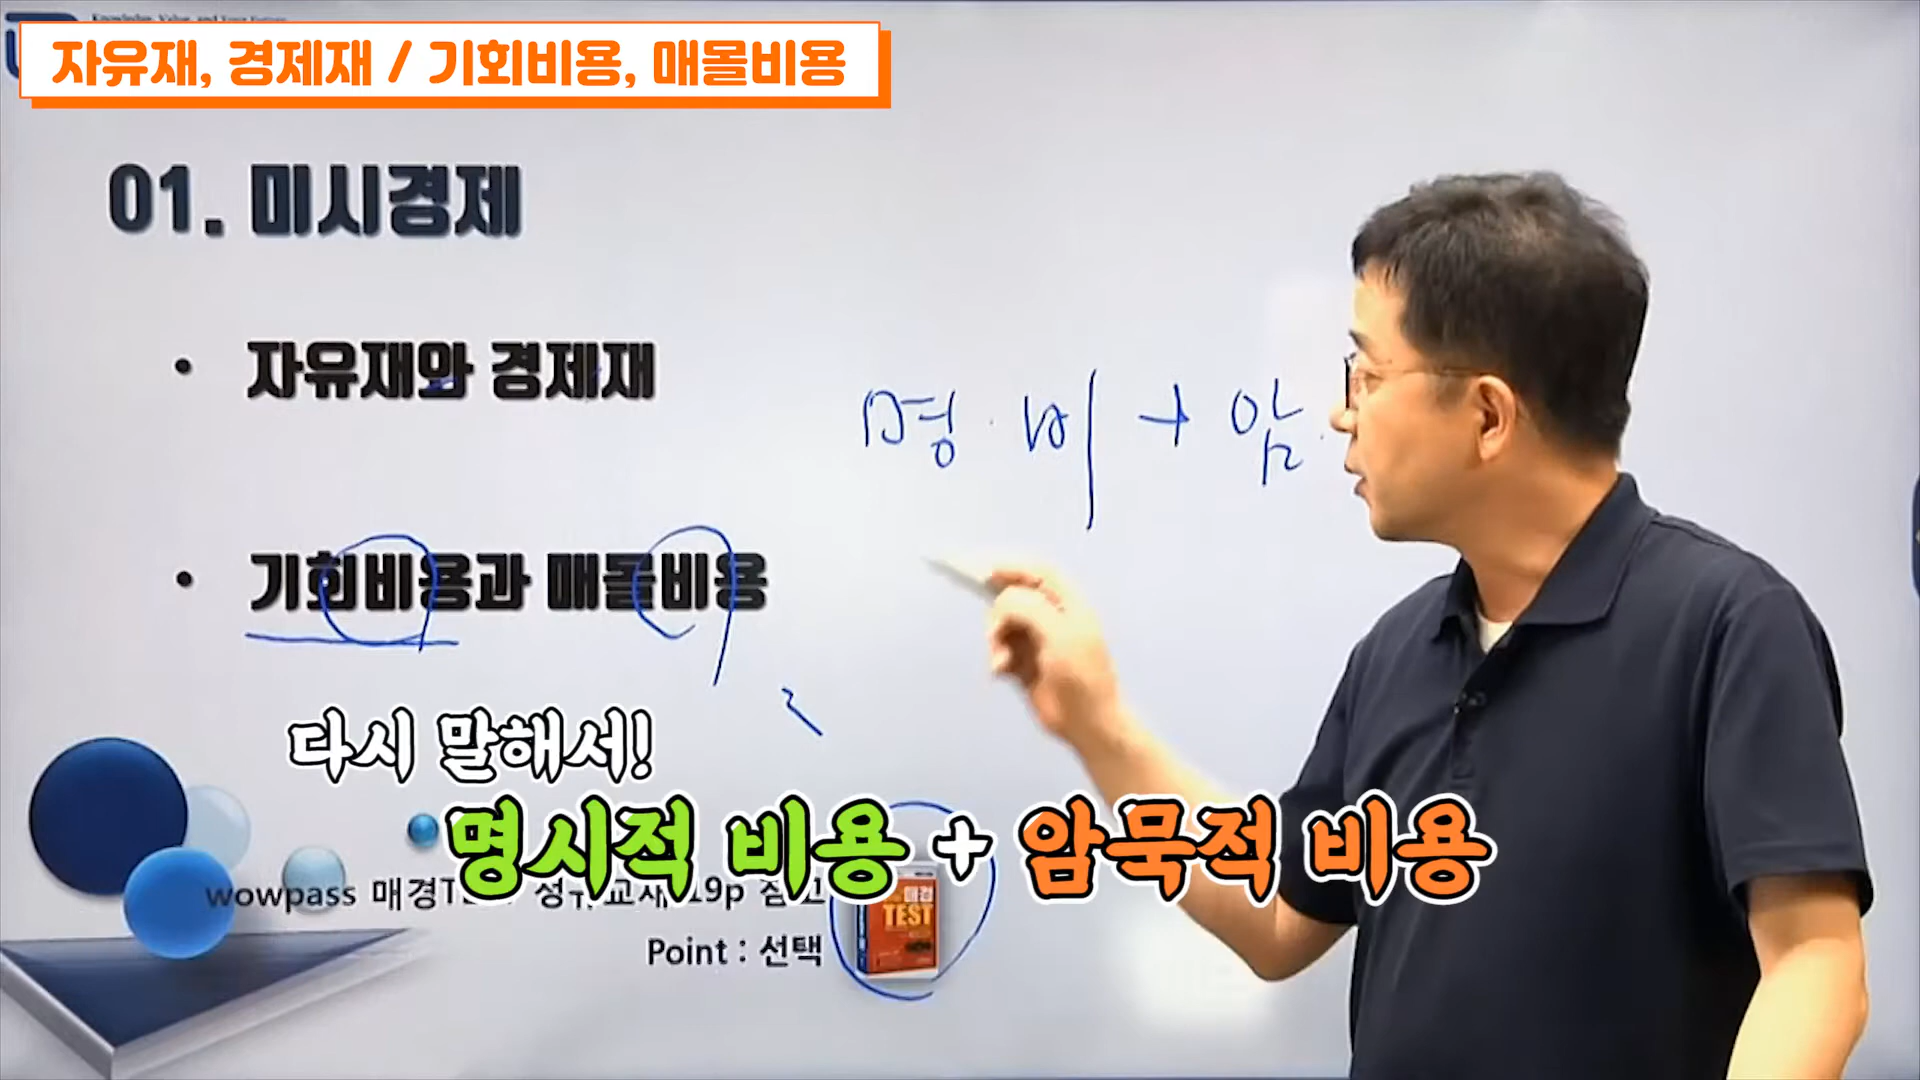 자유재, 경제재 / 기회비용, 매몰비용
01. 미시경제
• 자유재와 경제재
명. 비 + 암.
• 기회비용과 매몰비용
다시 말해서!
명시적 비용 + 암묵적 비용
wowpass 매경 19p
매경
TEST
Point : 선택